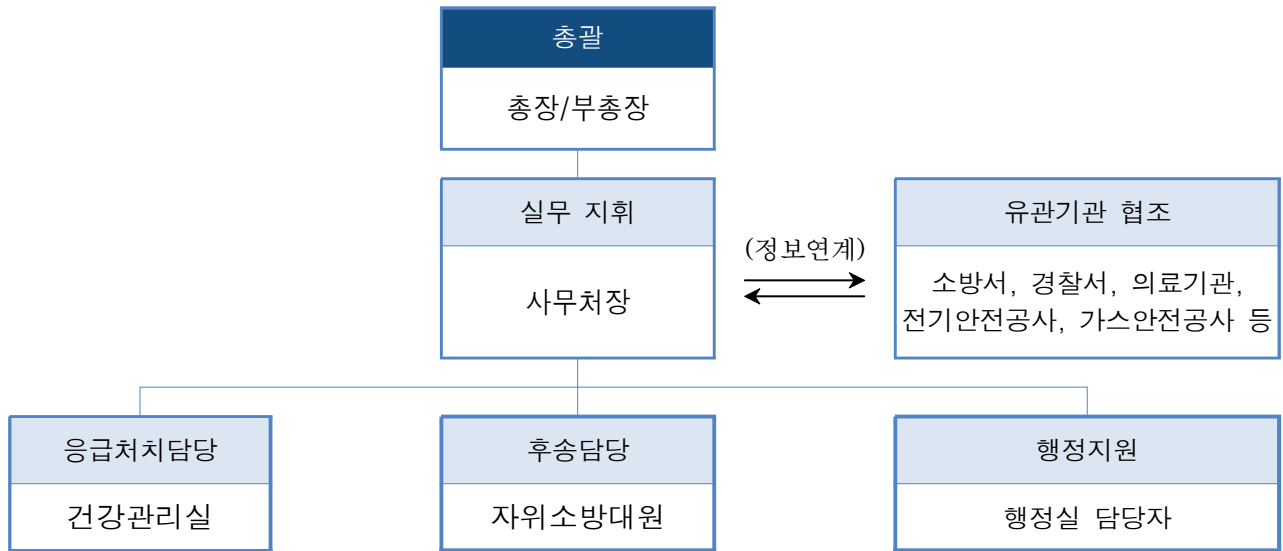 총괄
총장/부총장
실무 지휘
사무처장
(정보연계)
유관기관 협조
소방서, 경찰서, 의료기관,
전기안전공사, 가스안전공사 등
응급처치담당
건강관리실
후송담당
자위소방대원
행정지원
행정실 담당자